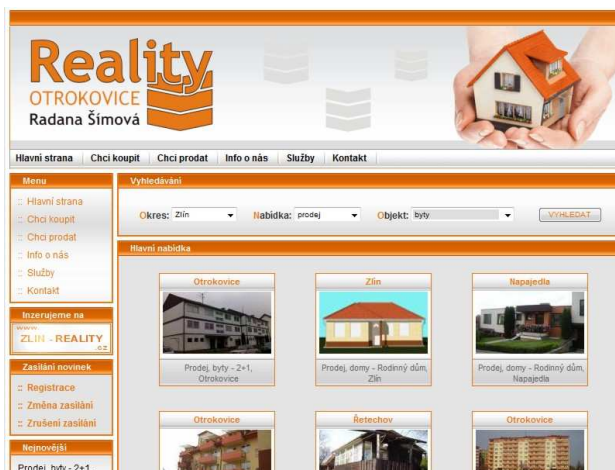 Reality
OTROKOVICE
Radana Šímová
Hlavní strana Chci koupit Chci prodat Info o nás Služby Kontakt
Menu
:: Hlavní strana
:: Chci koupit
:: Chci prodat
:: Info o nás
:: Služby
:: Kontakt
Inzerujeme na
www.
ZLIN - REALITY
.cz
Zasílání novinek
:: Registrace
:: Změna zasílání
:: Zrušení zasílání
Nejnovější
Prodej, byty - 2+1,
Vyhledávání
Okres: Zlín Nabídka: prodej Objekt: byty VYHLEDAT
Hlavní nabídka
Otrokovice
Prodej, byty - 2+1,
Otrokovice
Zlín
Prodej, domy - Rodinný dům,
Zlín
Napajedla
Prodej, domy - Rodinný dům,
Napajedla
Otrokovice
Řetechov
Otrokovice